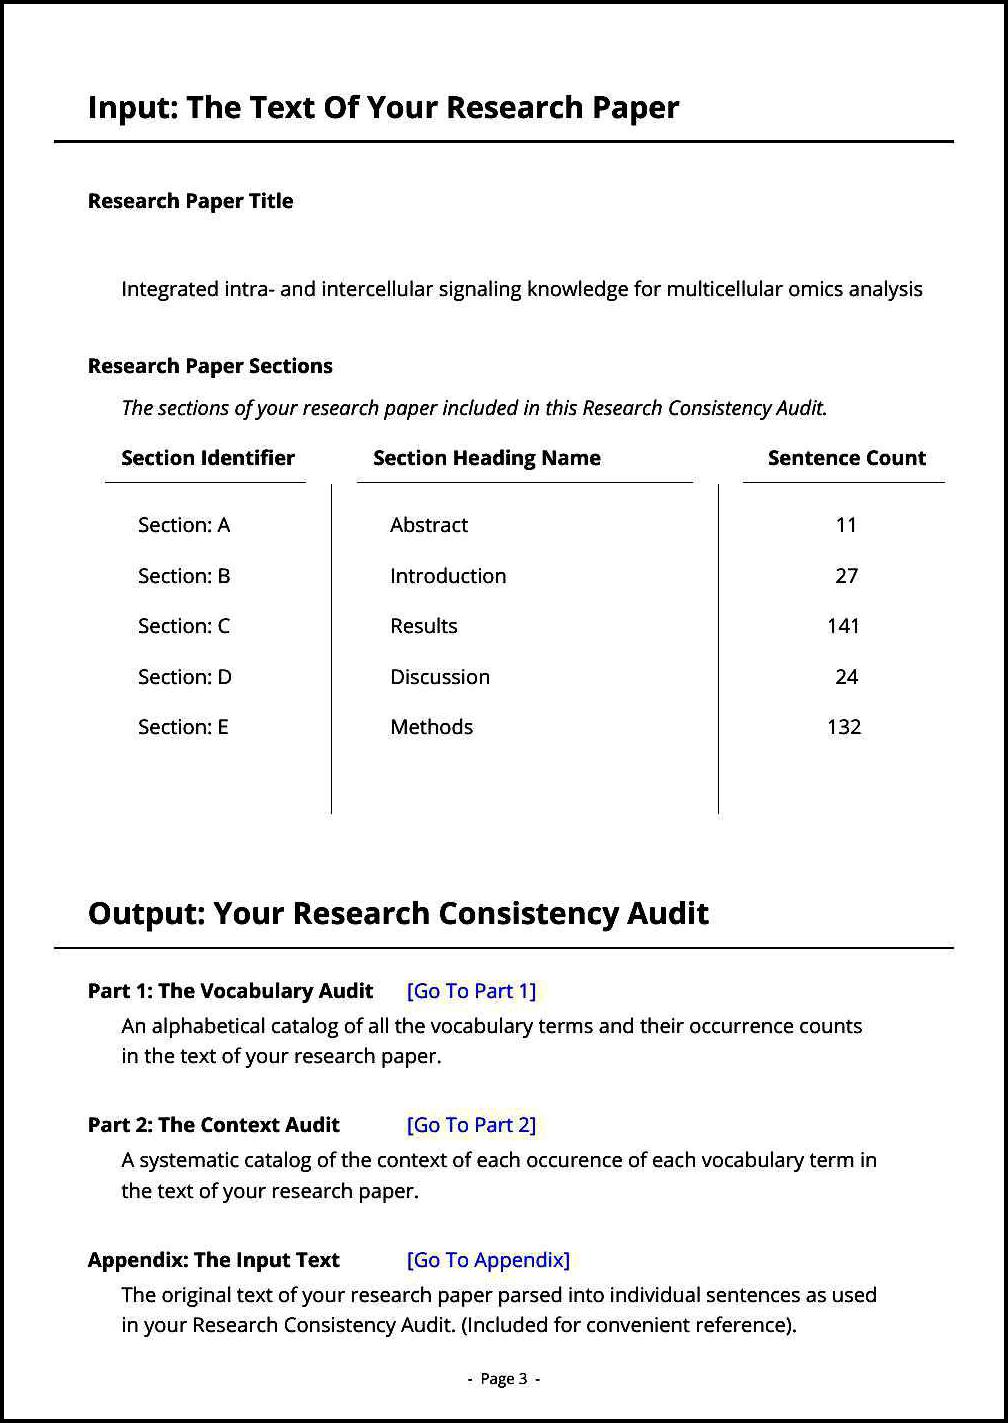 Input: The Text Of Your Research Paper
Research Paper Title
Integrated intra- and intercellular signaling knowledge for multicellular omics analysis
Research Paper Sections
The sections of your research paper included in this Research Consistency Audit.
Section Identifier Section Heading Name Sentence Count
Section: A Abstract 11
Section: B Introduction 27
Section: C Results 141
Section: D Discussion 24
Section: E Methods 132
Output: Your Research Consistency Audit
Part 1: The Vocabulary Audit [Go To Part 1]
An alphabetical catalog of all the vocabulary terms and their occurrence counts
in the text of your research paper.
Part 2: The Context Audit [Go To Part 2]
A systematic catalog of the context of each occurence of each vocabulary term in
the text of your research paper.
Appendix: The Input Text [Go To Appendix]
The original text of your research paper parsed into individual sentences as used
in your Research Consistency Audit. (Included for convenient reference).
- Page 3 -